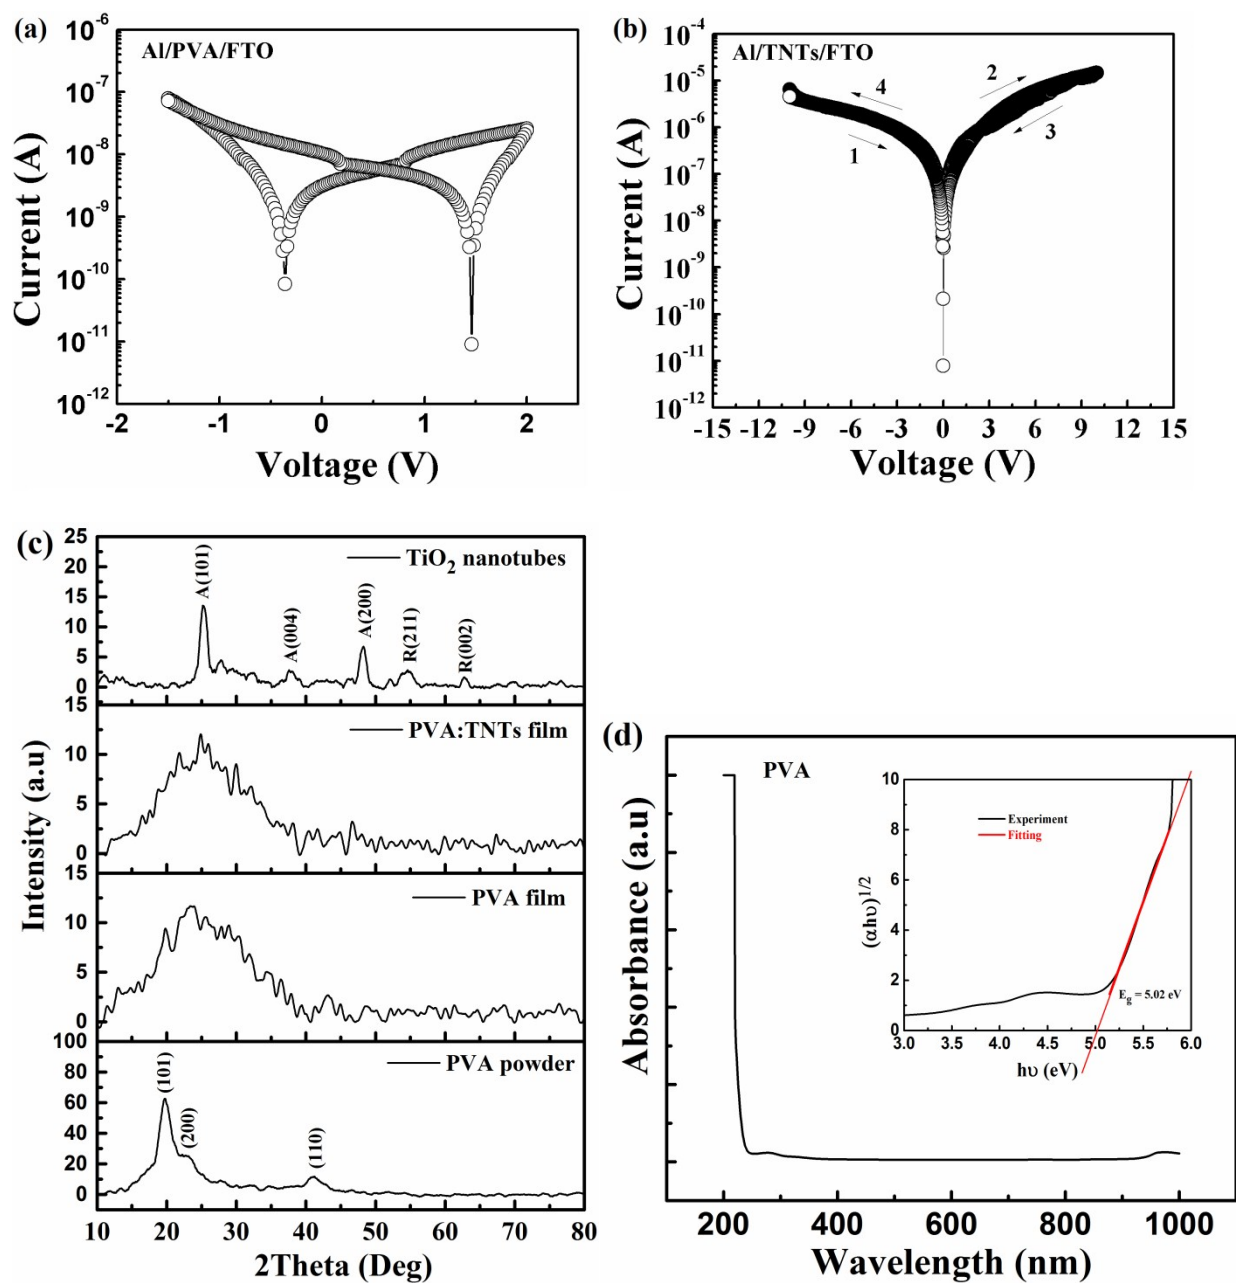 (a)
Al/PVA/FTO
10⁻⁶
10⁻⁷
10⁻⁸
10⁻⁹
10⁻¹⁰
10⁻¹¹
10⁻¹²
Current (A)
-2 -1 0 1 2
Voltage (V)
(b)
Al/TNTs/FTO
10⁻⁴
10⁻⁵
10⁻⁶
10⁻⁷
10⁻⁸
10⁻⁹
10⁻¹⁰
10⁻¹¹
10⁻¹²
Current (A)
4
2
1
3
-15 -12 -9 -6 -3 0 3 6 9 12 15
Voltage (V)
(c)
TiO₂ nanotubes
A(101)
A(004)
A(200)
R(211)
R(002)
25
20
15
10
5
0
PVA:TNTs film
15
10
5
0
PVA film
15
10
5
0
PVA powder
(101)
(200)
(110)
100
80
60
40
20
0
Intensity (a.u)
10 20 30 40 50 60 70 80
2Theta (Deg)
(d)
PVA
Absorbance (a.u)
200 400 600 800 1000
Wavelength (nm)
Experiment
Fitting
10
8
6
4
2
0
(αhυ)¹/²
E_g = 5.02 eV
3.0 3.5 4.0 4.5 5.0 5.5 6.0
hυ (eV)